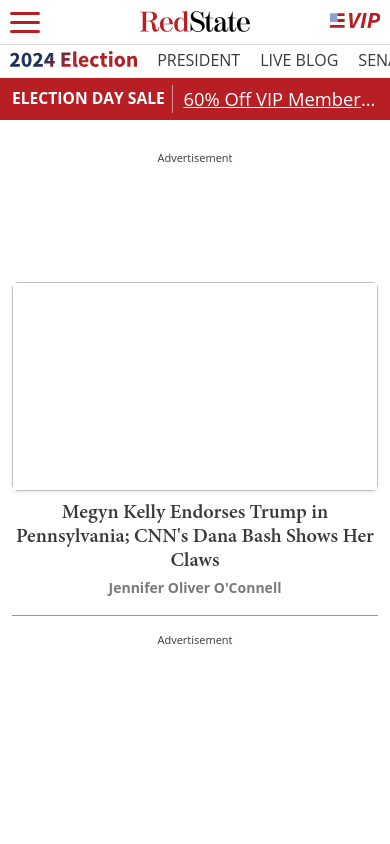 RedState
VIP
2024 Election PRESIDENT LIVE BLOG SENA
ELECTION DAY SALE 60% Off VIP Member...
Advertisement
Megyn Kelly Endorses Trump in
Pennsylvania; CNN's Dana Bash Shows Her
Claws
Jennifer Oliver O'Connell
Advertisement